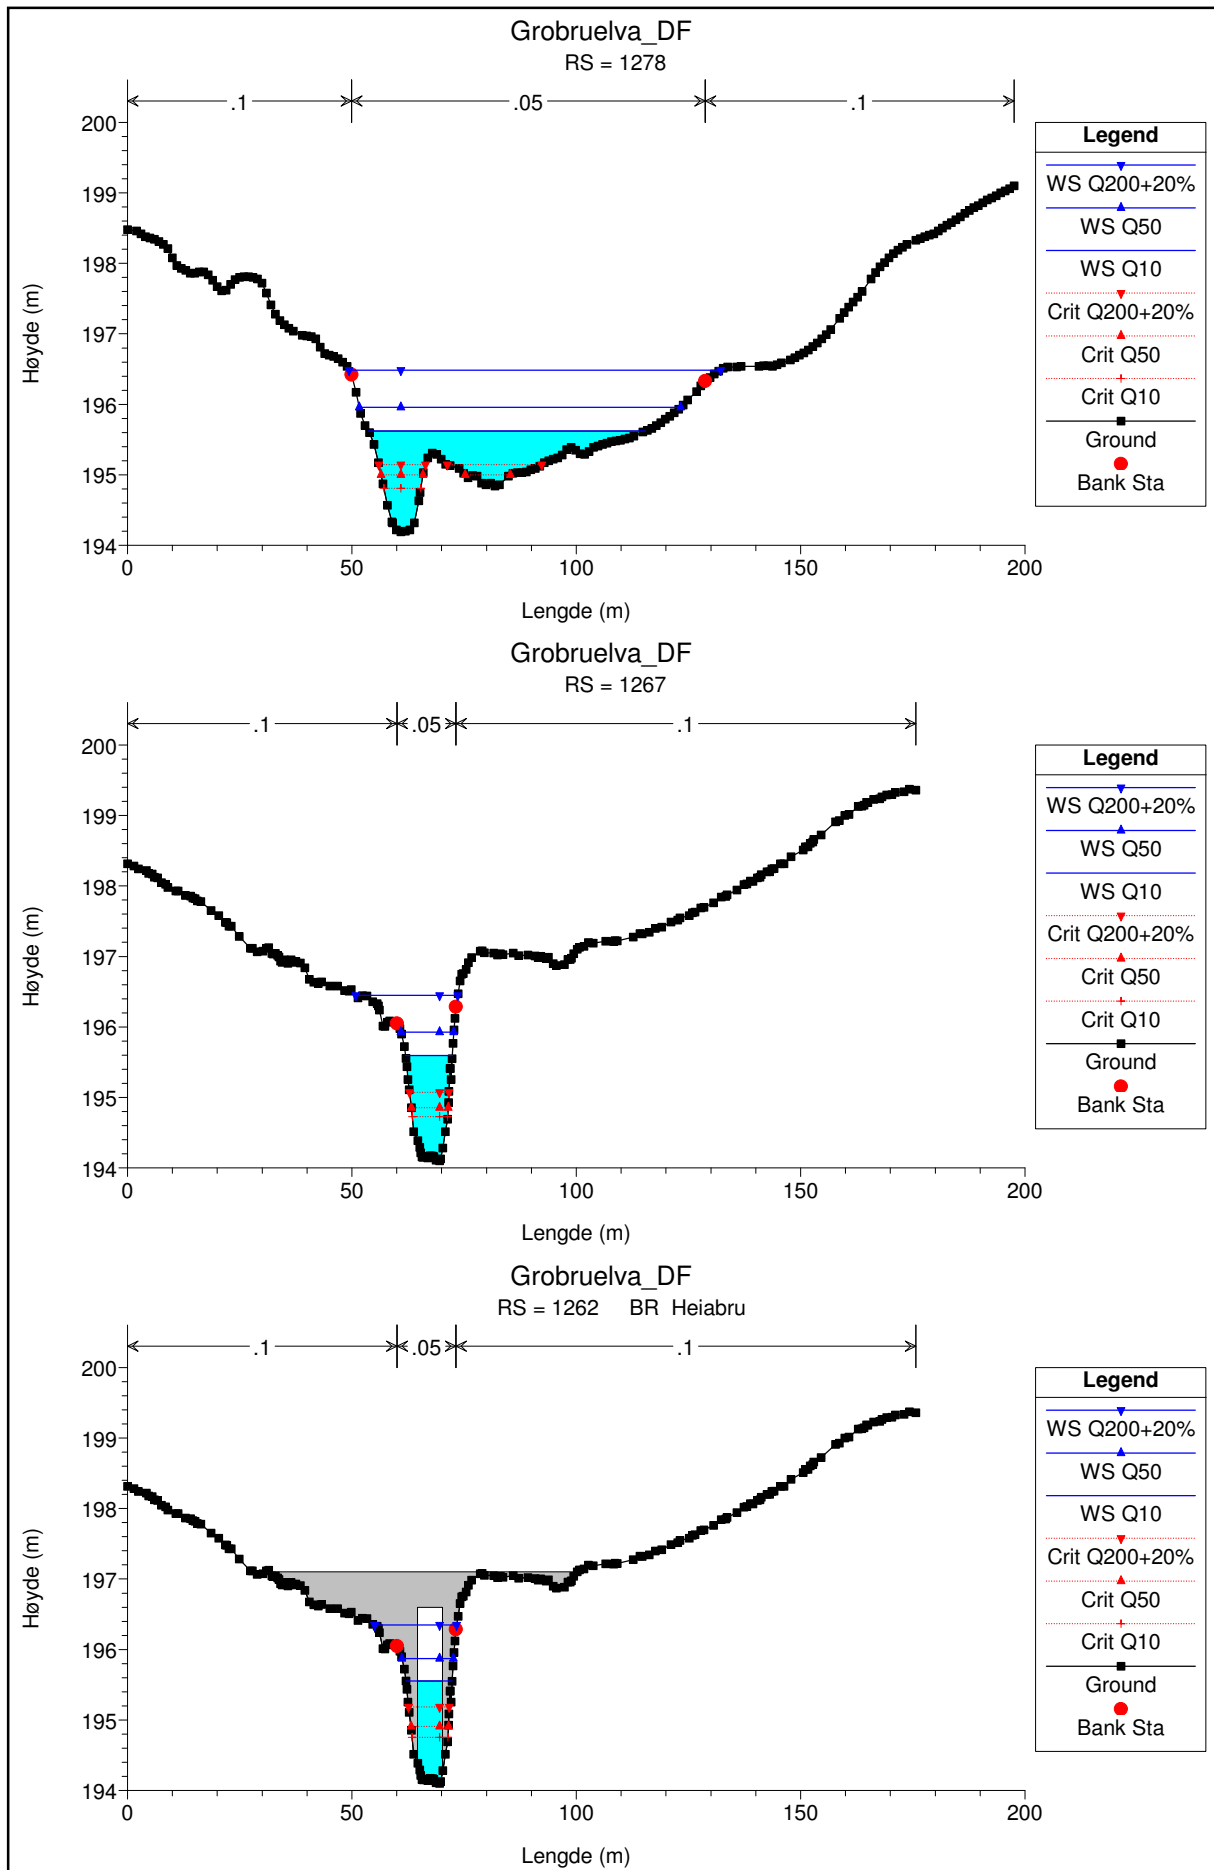 Grobruelva_DF
RS = 1278
.1 .05 .1
200
199
198
197
196
195
194
Høyde (m)
0 50 100 150 200
Lengde (m)
Legend
WS Q200+20%
WS Q50
WS Q10
Crit Q200+20%
Crit Q50
Crit Q10
Ground
Bank Sta
Grobruelva_DF
RS = 1267
.1 .05 .1
200
199
198
197
196
195
194
Høyde (m)
0 50 100 150 200
Lengde (m)
Legend
WS Q200+20%
WS Q50
WS Q10
Crit Q200+20%
Crit Q50
Crit Q10
Ground
Bank Sta
Grobruelva_DF
RS = 1262 BR Heiabru
.1 .05 .1
200
199
198
197
196
195
194
Høyde (m)
0 50 100 150 200
Lengde (m)
Legend
WS Q200+20%
WS Q50
WS Q10
Crit Q200+20%
Crit Q50
Crit Q10
Ground
Bank Sta